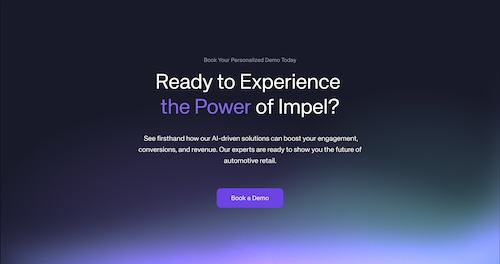 Book Your Personalized Demo Today
Ready to Experience
the Power of Impel?
See firsthand how our AI-driven solutions can boost your engagement,
conversions, and revenue. Our experts are ready to show you the future of
automotive retail.
Book a Demo